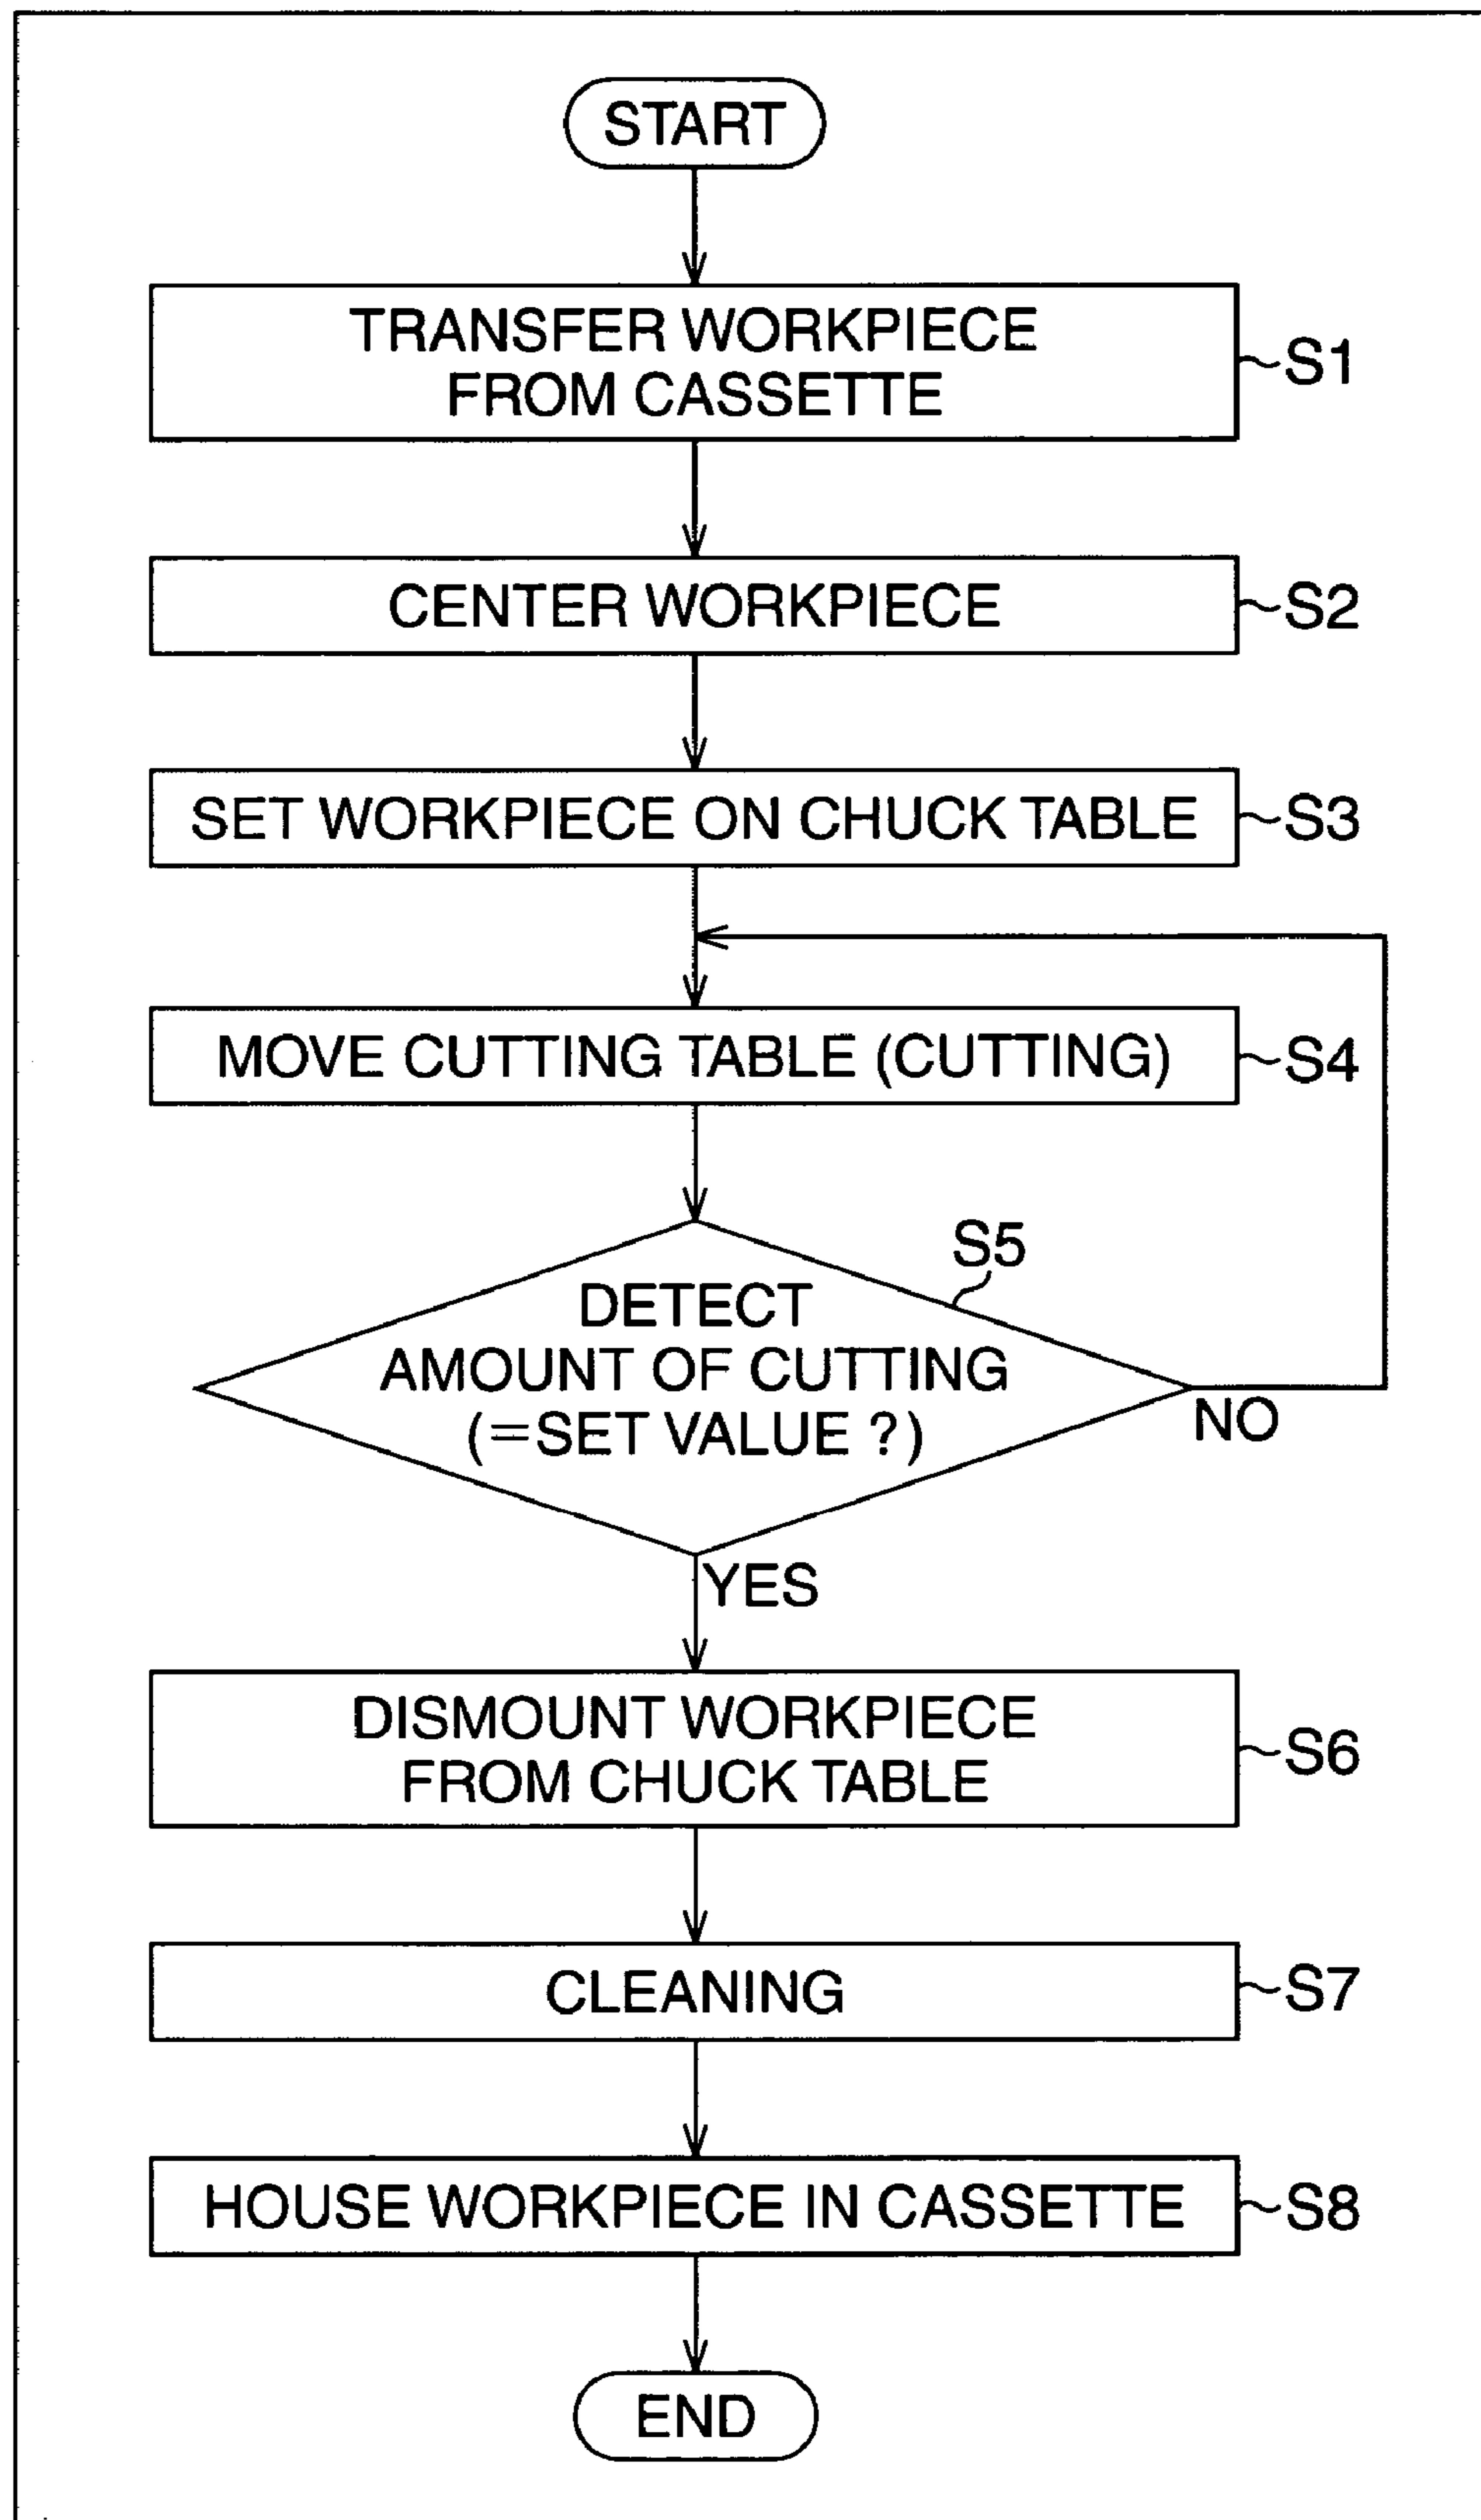 START
TRANSFER WORKPIECE
FROM CASSETTE
S1
CENTER WORKPIECE
S2
SET WORKPIECE ON CHUCK TABLE
S3
MOVE CUTTING TABLE (CUTTING)
S4
S5
DETECT
AMOUNT OF CUTTING
(=SET VALUE ?)
NO
YES
DISMOUNT WORKPIECE
FROM CHUCK TABLE
S6
CLEANING
S7
HOUSE WORKPIECE IN CASSETTE
S8
END